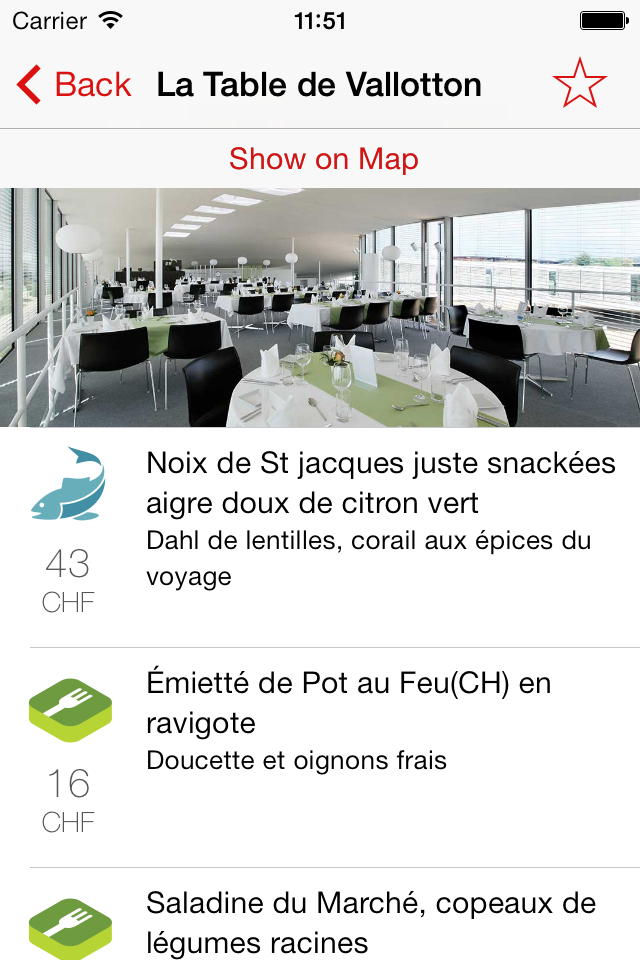 Carrier 11:51
Back La Table de Vallotton
Show on Map
Noix de St jacques juste snackées
aigre doux de citron vert
Dahl de lentilles, corail aux épices du
voyage
43
CHF
Émietté de Pot au Feu(CH) en
ravigote
Doucette et oignons frais
16
CHF
Saladine du Marché, copeaux de
légumes racines